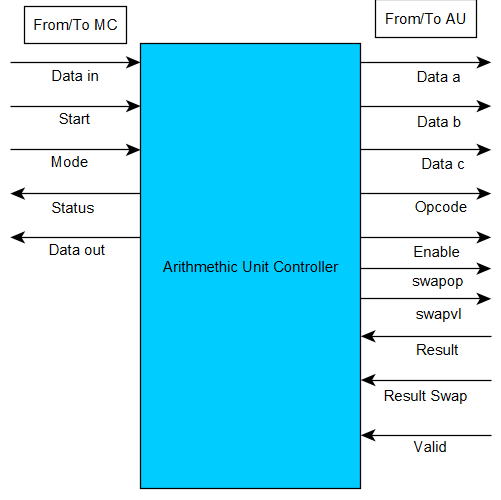 From/To MC
Data in
Start
Mode
Status
Data out
Arithmethic Unit Controller
From/To AU
Data a
Data b
Data c
Opcode
Enable
swapop
swapvl
Result
Result Swap
Valid